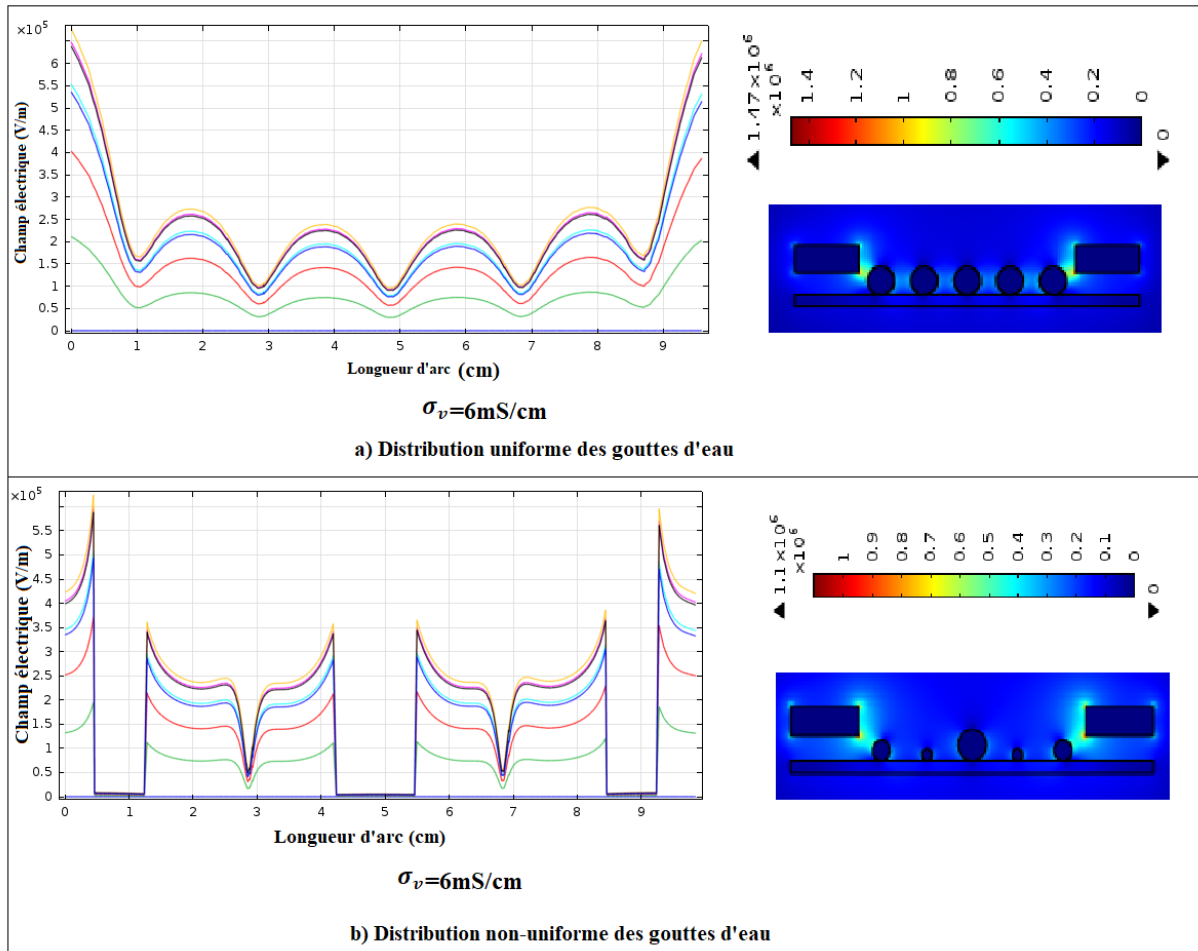 ×10⁵
6
5.5
5
4.5
4
3.5
3
2.5
2
1.5
1
0.5
0
Champ électrique (V/m)
0 1 2 3 4 5 6 7 8 9
Longueur d'arc (cm)
▲ 1.47×10⁶
×10⁶
1.4 1.2 1 0.8 0.6 0.4 0.2 0
▼ 0
σᵥ=6mS/cm
a) Distribution uniforme des gouttes d'eau
×10⁵
5.5
5
4.5
4
3.5
3
2.5
2
1.5
1
0.5
0
Champ électrique (V/m)
0 1 2 3 4 5 6 7 8 9
Longueur d'arc (cm)
▲ 1.1×10⁶
×10⁶
1 0.9 0.8 0.7 0.6 0.5 0.4 0.3 0.2 0.1 0
▼ 0
σᵥ=6mS/cm
b) Distribution non-uniforme des gouttes d'eau